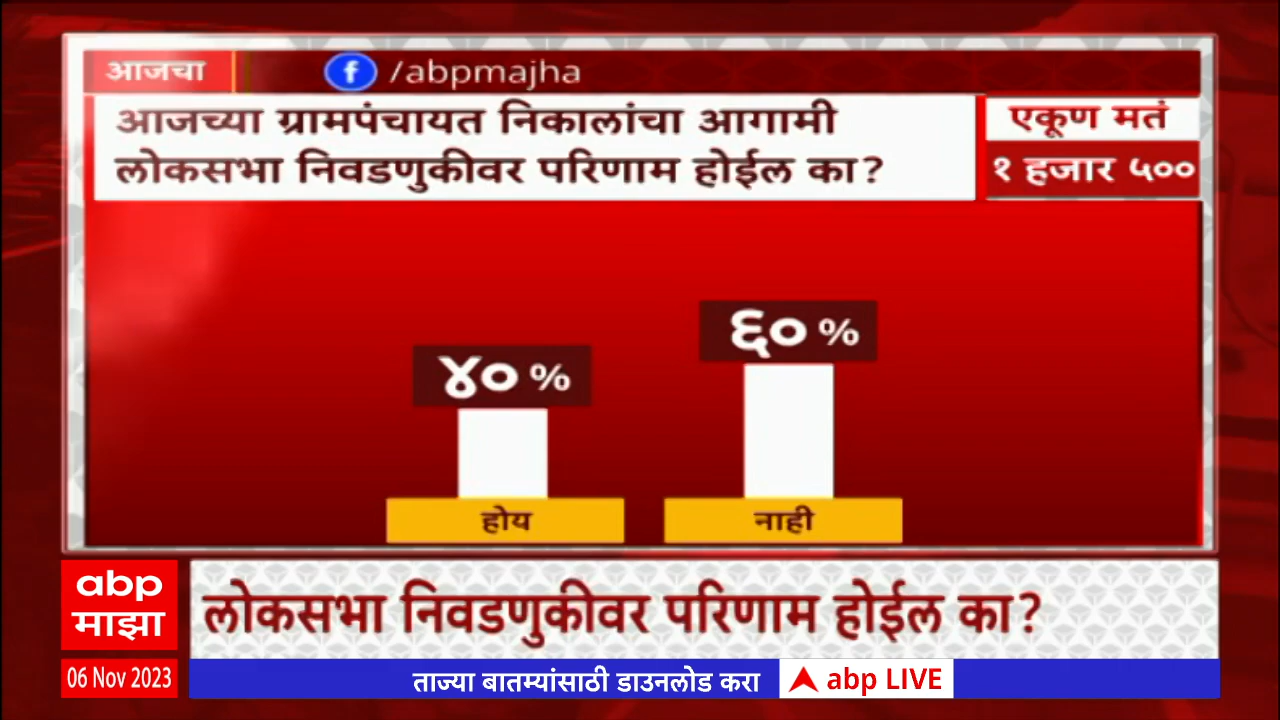 आजचा
f /abpmajha
आजच्या ग्रामपंचायत निकालांचा आगामी
लोकसभा निवडणुकीवर परिणाम होईल का?
एकूण मतं
१ हजार ५००
४० %
६० %
होय
नाही
abp
माझा
लोकसभा निवडणुकीवर परिणाम होईल का?
06 Nov 2023
ताज्या बातम्यांसाठी डाउनलोड करा
abp LIVE